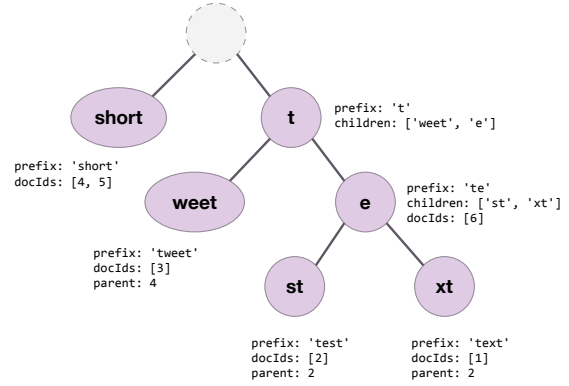 short
t
prefix: 't'
children: ['weet', 'e']
prefix: 'short'
docIds: [4, 5]
weet
e
prefix: 'te'
children: ['st', 'xt']
docIds: [6]
prefix: 'tweet'
docIds: [3]
parent: 4
st
xt
prefix: 'test'
docIds: [2]
parent: 2
prefix: 'text'
docIds: [1]
parent: 2